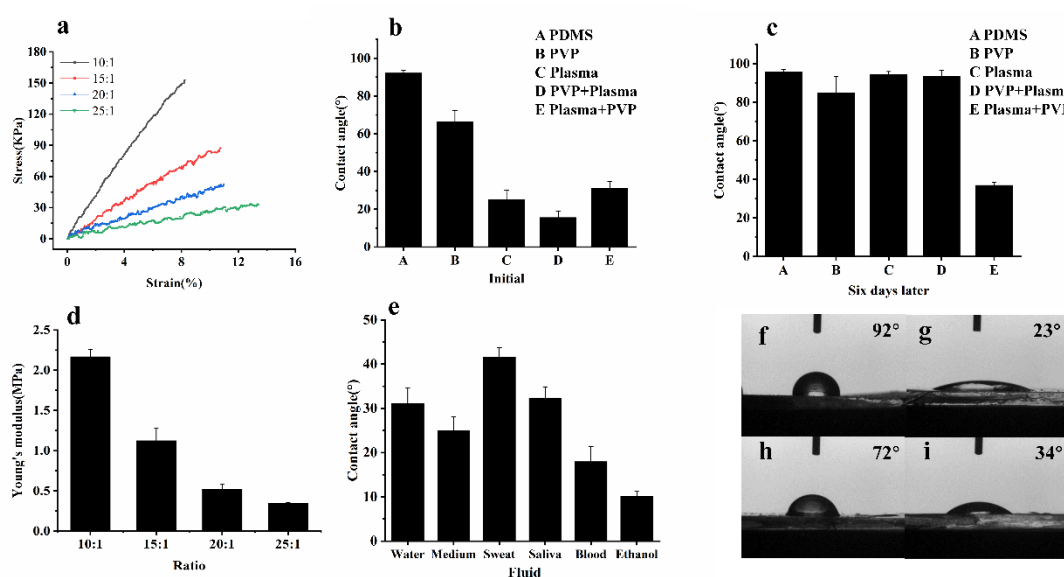 a
180
150
120
90
60
30
0
Stress(KPa)
10:1
15:1
20:1
25:1
0 4 8 12 16
Strain(%)
b
A PDMS
B PVP
C Plasma
D PVP+Plasma
E Plasma+PVP
100
80
60
40
20
0
Contact angle(°)
A B C D E
Initial
c
A PDMS
B PVP
C Plasma
D PVP+Plasm
E Plasma+PV
100
80
60
40
20
0
Contact angle(°)
A B C D E
Six days later
d
2.5
2.0
1.5
1.0
0.5
0.0
Young's modulus(MPa)
10:1 15:1 20:1 25:1
Ratio
e
50
40
30
20
10
0
Contact angle(°)
Water Medium Sweat Saliva Blood Ethanol
Fluid
f 92°
g 23°
h 72°
i 34°